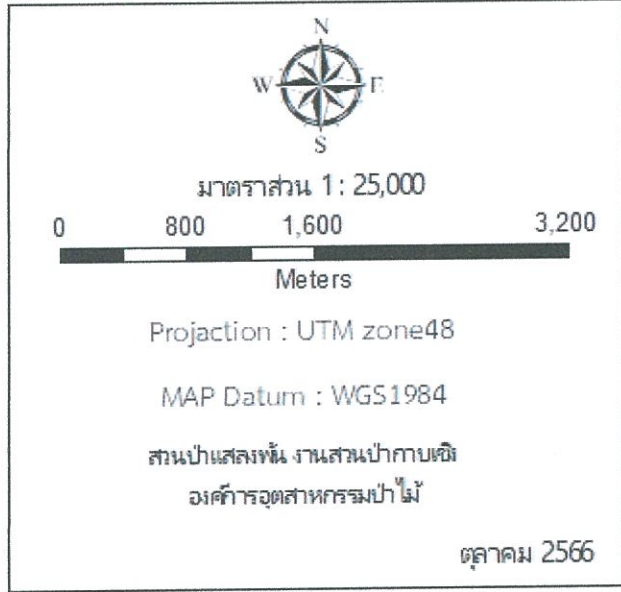 N
W E
S
มาตราส่วน 1 : 25,000
0 800 1,600 3,200
Meters
Projaction : UTM zone48
MAP Datum : WGS1984
สวนป่าแสลงพัน งานสวนป่ากาบเชิง
องค์การอุตสาหกรรมป่าไม้
ตุลาคม 2566